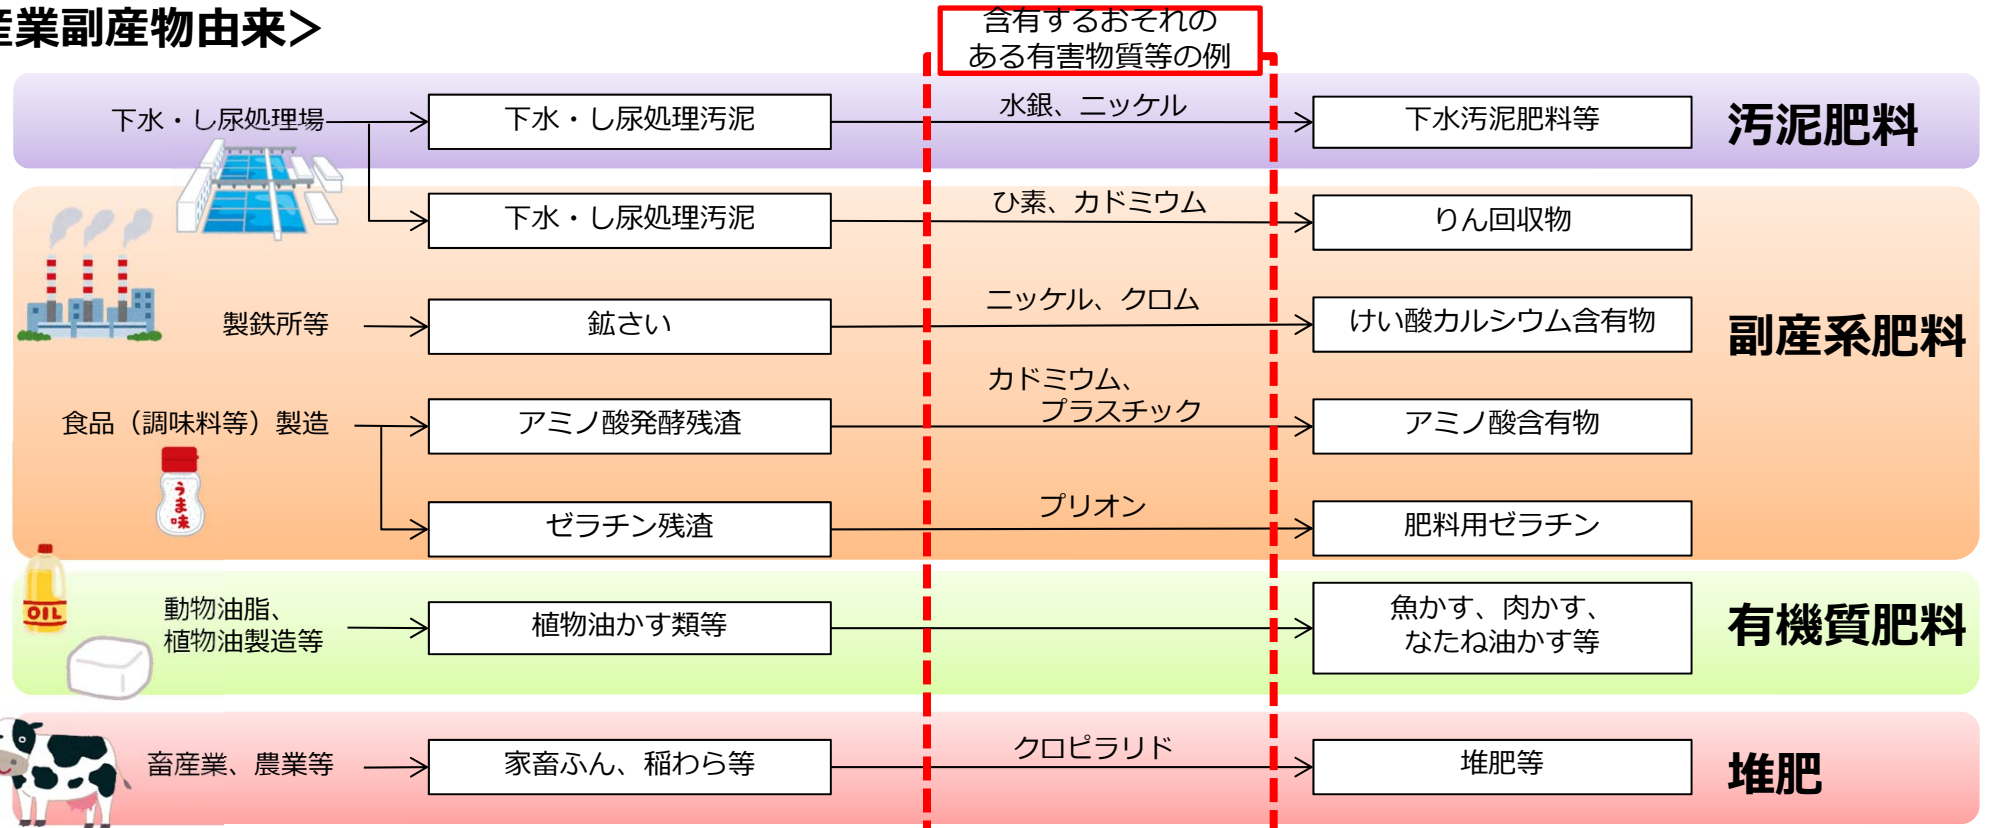 産業副産物由来＞
含有するおそれの
ある有害物質等の例
下水・し尿処理場
下水・し尿処理汚泥
水銀、ニッケル
下水汚泥肥料等
汚泥肥料
下水・し尿処理汚泥
ひ素、カドミウム
りん回収物
製鉄所等
鉱さい
ニッケル、クロム
けい酸カルシウム含有物
副産系肥料
食品（調味料等）製造
アミノ酸発酵残渣
カドミウム、
プラスチック
アミノ酸含有物
うま味
ゼラチン残渣
プリオン
肥料用ゼラチン
OIL
動物油脂、
植物油製造等
植物油かす類等
魚かす、肉かす、
なたね油かす等
有機質肥料
畜産業、農業等
家畜ふん、稲わら等
クロピラリド
堆肥等
堆肥